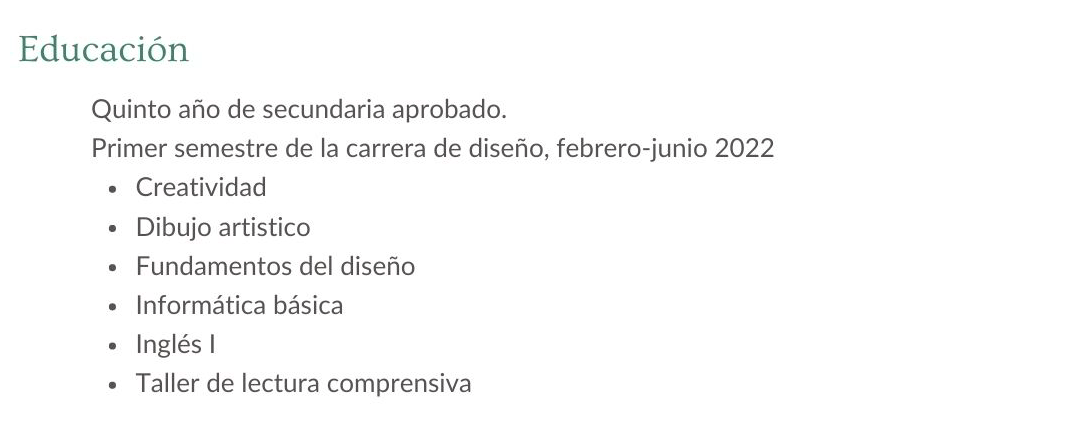 Educación
Quinto año de secundaria aprobado.
Primer semestre de la carrera de diseño, febrero-junio 2022
• Creatividad
• Dibujo artistico
• Fundamentos del diseño
• Informática básica
• Inglés I
• Taller de lectura comprensiva